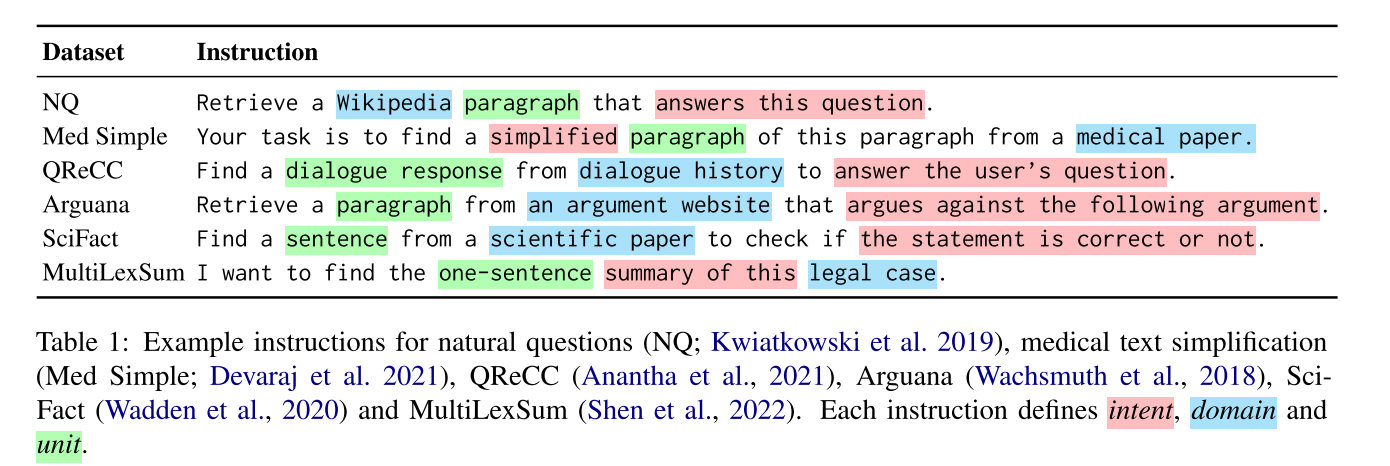 Dataset Instruction
NQ Retrieve a Wikipedia paragraph that answers this question.
Med Simple Your task is to find a simplified paragraph of this paragraph from a medical paper.
QReCC Find a dialogue response from dialogue history to answer the user's question.
Arguana Retrieve a paragraph from an argument website that argues against the following argument.
SciFact Find a sentence from a scientific paper to check if the statement is correct or not.
MultiLexSum I want to find the one-sentence summary of this legal case.
Table 1: Example instructions for natural questions (NQ; Kwiatkowski et al. 2019), medical text simplification
(Med Simple; Devaraj et al. 2021), QReCC (Anantha et al., 2021), Arguana (Wachsmuth et al., 2018), Sci-
Fact (Wadden et al., 2020) and MultiLexSum (Shen et al., 2022). Each instruction defines intent, domain and
unit.